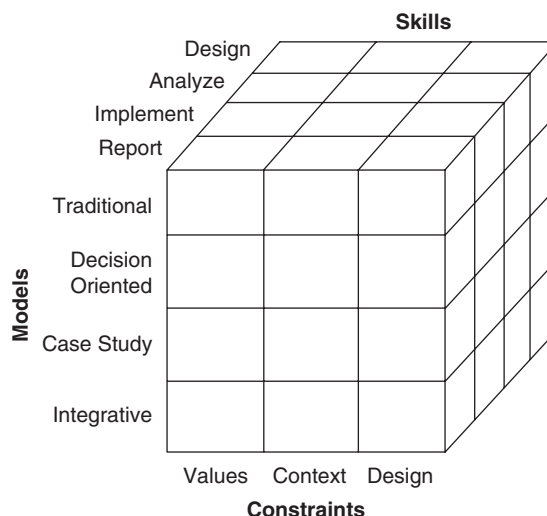 Skills
Design
Analyze
Implement
Report
Traditional
Decision
Oriented
Case Study
Integrative
Models
Values Context Design
Constraints